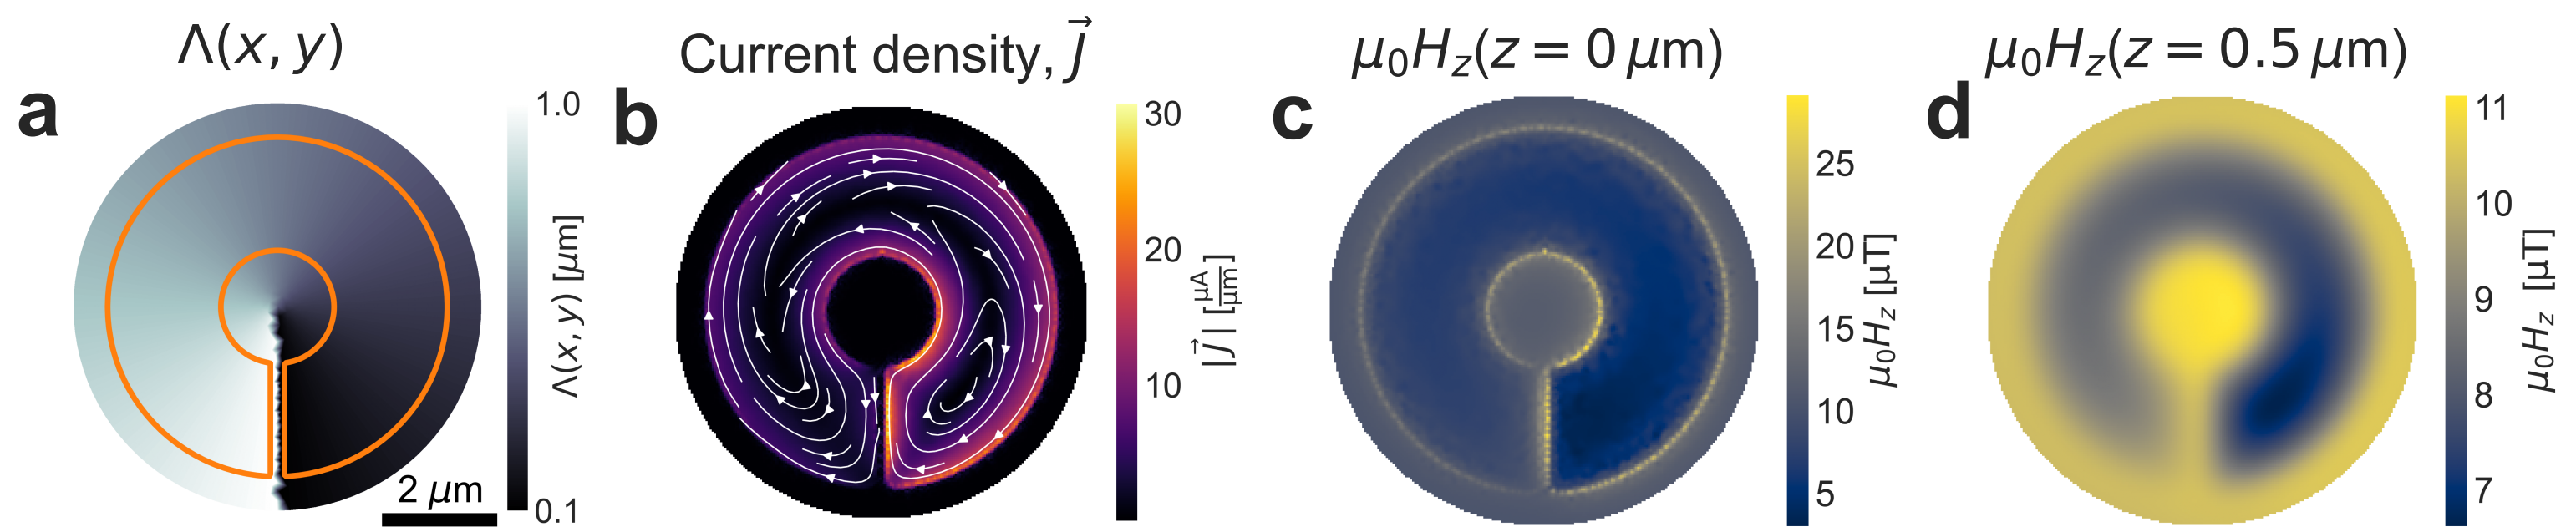 Λ(x, y)
a
1.0
Λ(x, y) [μm]
0.1
2 μm
Current density, J⃗
b
30
20
10
|J⃗| [μA/μm]
μ₀H_z(z = 0 μm)
c
25
20
15
10
5
μ₀H_z [μT]
μ₀H_z(z = 0.5 μm)
d
11
10
9
8
7
μ₀H_z [μT]